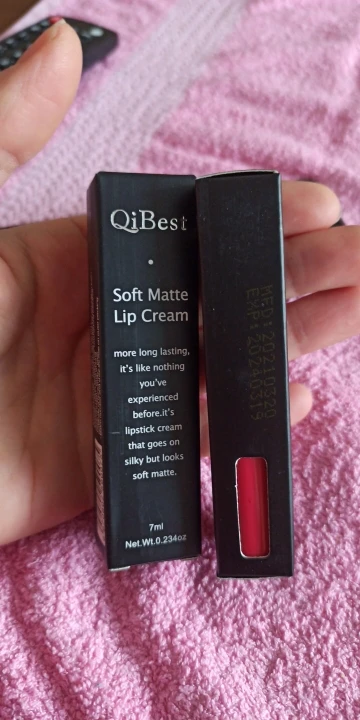 QiBest
Soft Matte
Lip Cream
more long lasting,
it's like nothing
you've
experienced
before.it's
lipstick cream
that goes on
silky but looks
soft matte.
7ml
Net.Wt.0.234oz
MFD: 20210320
EXP: 20240319